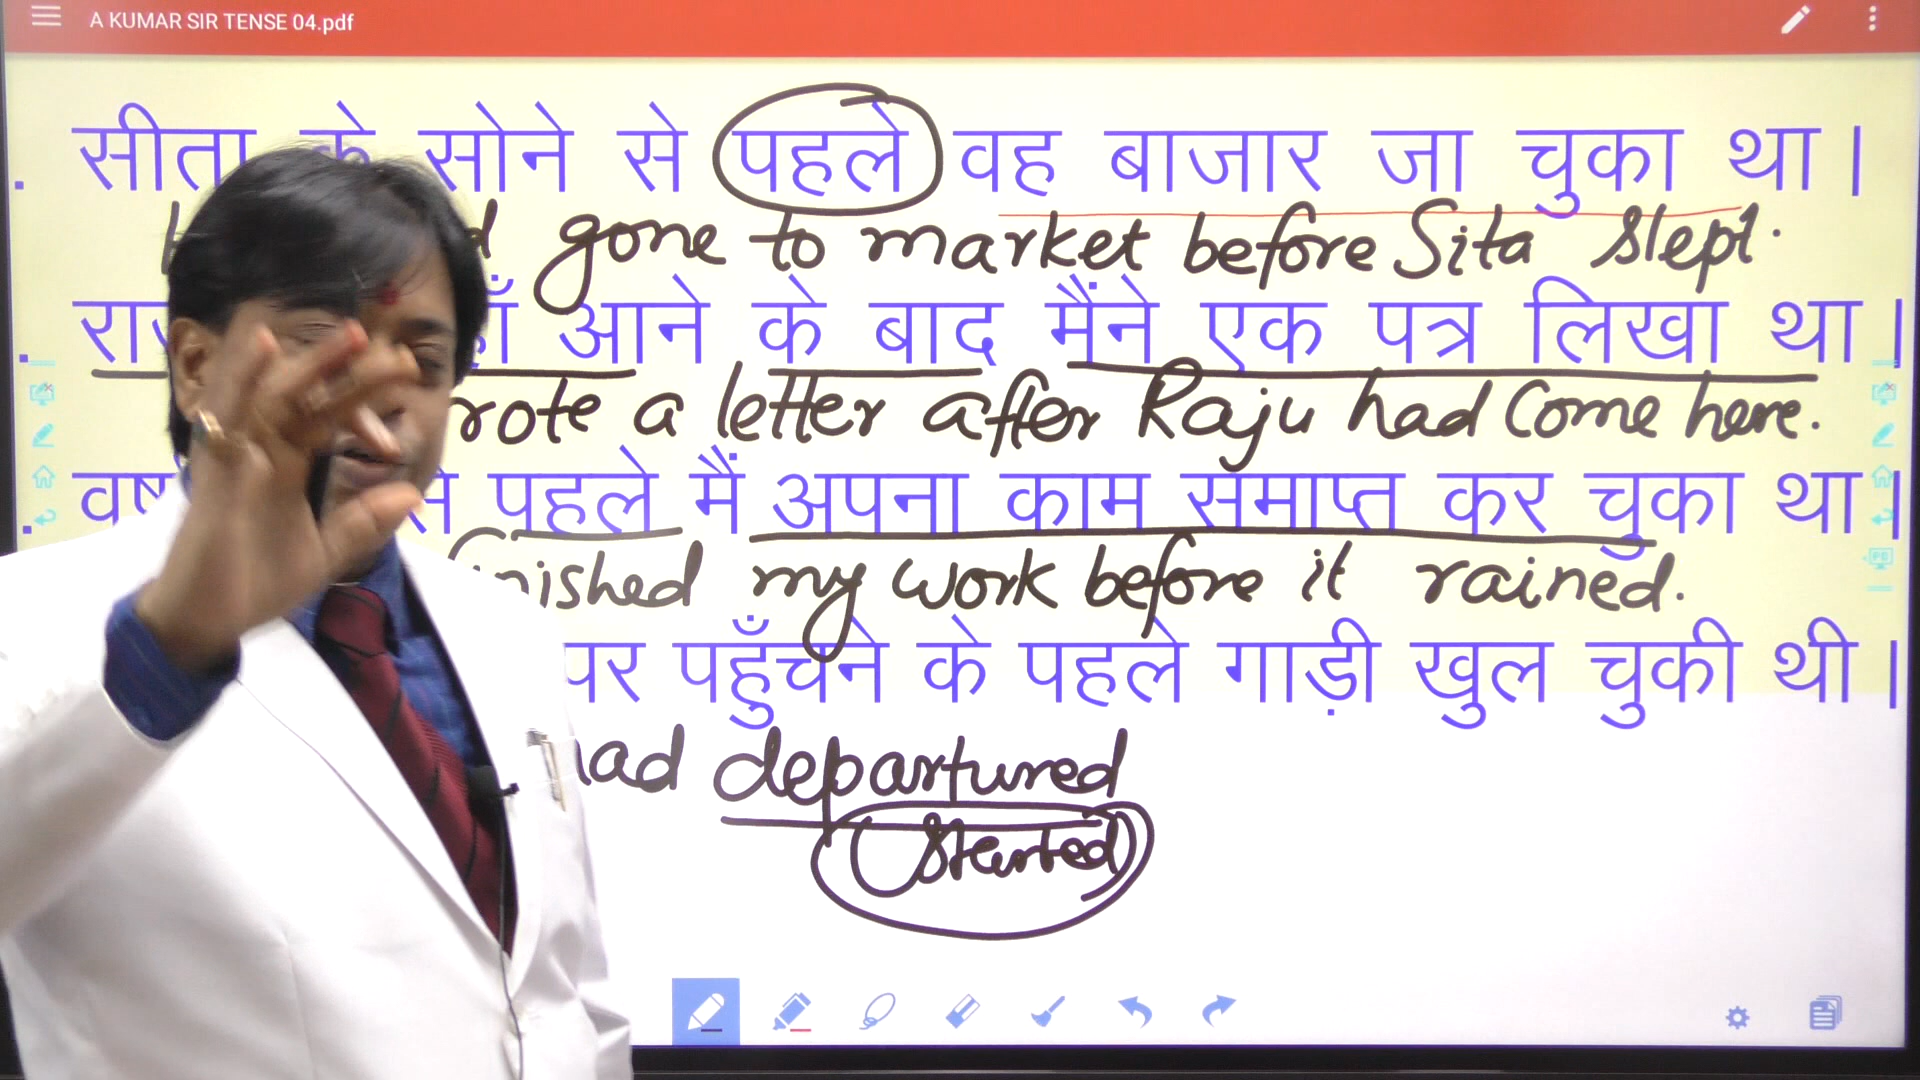 A KUMAR SIR TENSE 04.pdf
सीता के सोने से पहले वह बाजार जा चुका था।
gone to market before Sita slept.
आने के बाद मैंने एक पत्र लिखा था।
rote a letter after Raju had come here.
पहले मैं अपना काम समाप्त कर चुका था।
nished my work before it rained.
पर पहुँचने के पहले गाड़ी खुल चुकी थी।
had departured
(started)